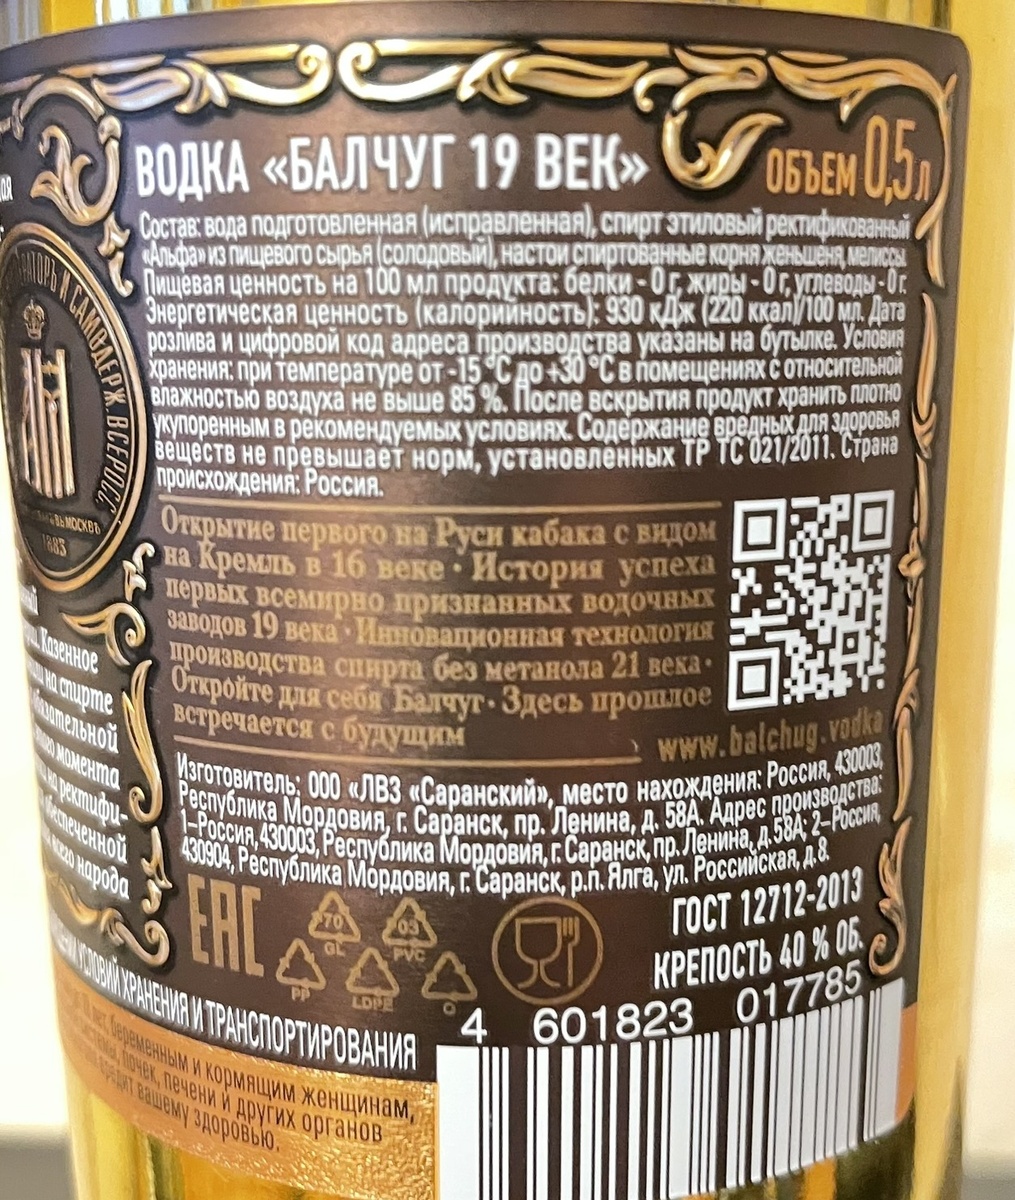 ВОДКА «БАЛЧУГ 19 ВЕК»
ОБЪЕМ 0,5 л
Состав: вода подготовленная (исправленная), спирт этиловый ректификованный
«Альфа» из пищевого сырья (солодовый), настои спиртованные корня женьшеня, мелиссы.
Пищевая ценность на 100 мл продукта: белки - 0 г, жиры - 0 г, углеводы - 0 г.
Энергетическая ценность (калорийность): 930 кДж (220 ккал)/100 мл. Дата
розлива и цифровой код адреса производства указаны на бутылке. Условия
хранения: при температуре от -15 °С до +30 °С в помещениях с относительной
влажностью воздуха не выше 85 %. После вскрытия продукт хранить плотно
укупоренным в рекомендуемых условиях. Содержание вредных для здоровья
веществ не превышает норм, установленных ТР ТС 021/2011. Страна
происхождения: Россия.
Открытие первого на Руси кабака с видом
на Кремль в 16 веке · История успеха
первых всемирно признанных водочных
заводов 19 века · Инновационная технология
производства спирта без метанола 21 века ·
Откройте для себя Балчуг · Здесь прошлое
встречается с будущим
www.balchug.vodka
Изготовитель: ООО «ЛВЗ «Саранский», место нахождения: Россия, 430003,
Республика Мордовия, г. Саранск, пр. Ленина, д. 58А. Адрес производства:
1–Россия, 430003, Республика Мордовия, г. Саранск, пр. Ленина, д. 58А; 2–Россия,
430904, Республика Мордовия, г. Саранск, р.п. Ялга, ул. Российская, д. 8.
ЕАС
70
GL
03
PVC
PP
LDPE
ГОСТ 12712-2013
КРЕПОСТЬ 40 % ОБ.
4 601823 017785
И САМОДЕРЖ. ВСЕРОСС.
1883
Казенное
на спирте
момента
обеспеченной
всего народа
УСЛОВИЙ ХРАНЕНИЯ И ТРАНСПОРТИРОВАНИЯ
лет, беременным и кормящим женщинам,
почек, печени и других органов
вредит вашему здоровью.